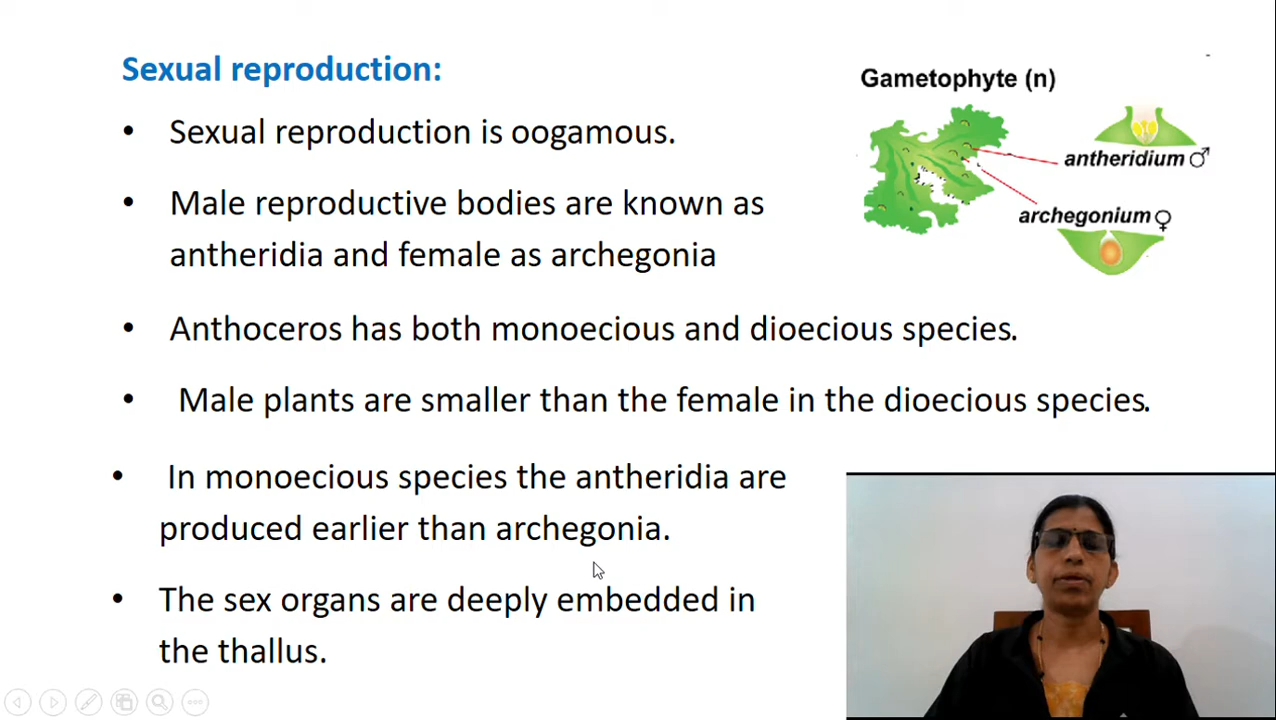 Sexual reproduction:
• Sexual reproduction is oogamous.
• Male reproductive bodies are known as
antheridia and female as archegonia
• Anthoceros has both monoecious and dioecious species.
• Male plants are smaller than the female in the dioecious species.
• In monoecious species the antheridia are
produced earlier than archegonia.
• The sex organs are deeply embedded in
the thallus.
Gametophyte (n)
antheridium ♂
archegonium ♀